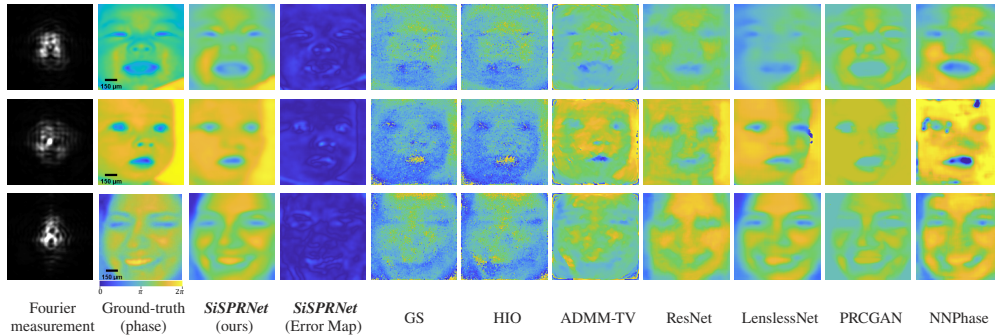 150 μm
150 μm
150 μm
0 π 2π
Fourier measurement
Ground-truth (phase)
SiSPRNet (ours)
SiSPRNet (Error Map)
GS
HIO
ADMM-TV
ResNet
LenslessNet
PRCGAN
NNPhase